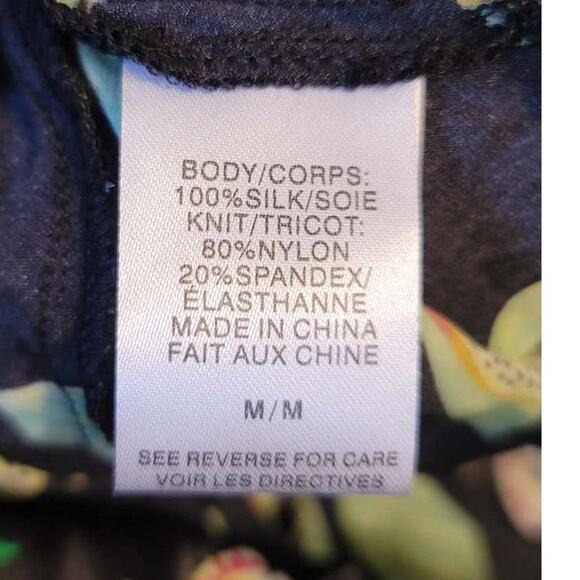 BODY/CORPS:
100%SILK/SOIE
KNIT/TRICOT:
80%NYLON
20%SPANDEX/
ELASTHANNE
MADE IN CHINA
FAIT AUX CHINE
M/M
SEE REVERSE FOR CARE
VOIR LES DIRECTIVES